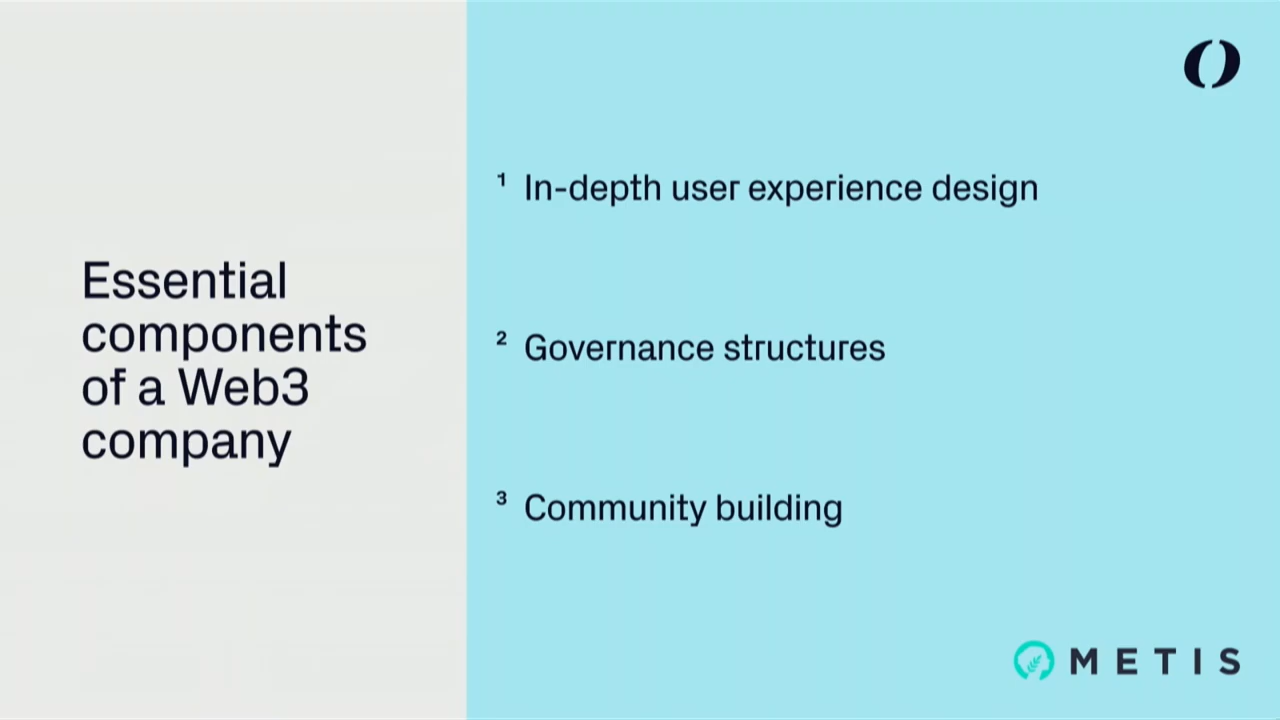 Essential
components
of a Web3
company
¹ In-depth user experience design
² Governance structures
³ Community building
METIS